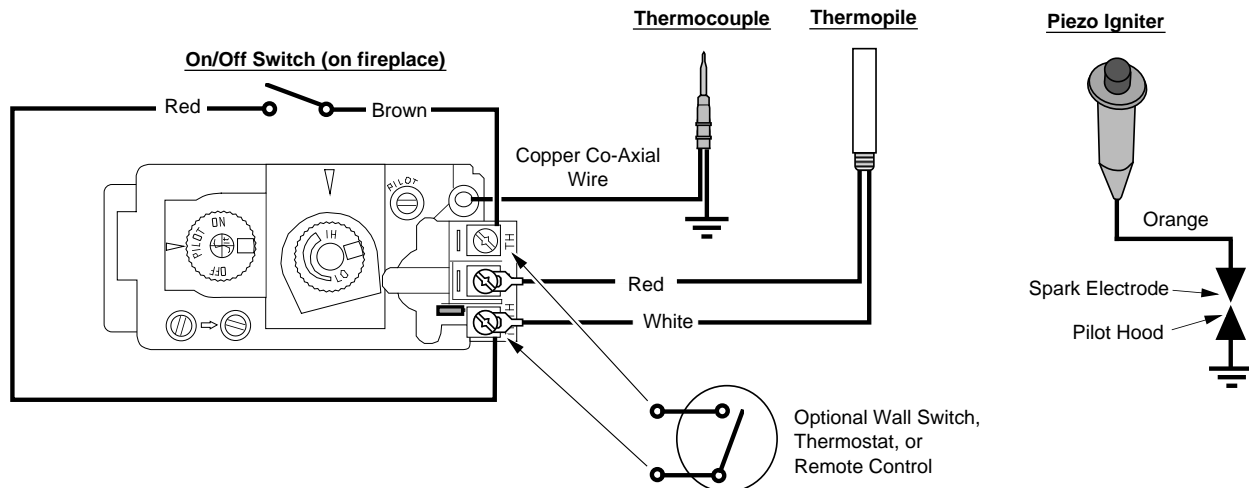 Thermocouple
Thermopile
Piezo Igniter
On/Off Switch (on fireplace)
Red
Brown
Copper Co-Axial
Wire
PILOT
ON
PILOT
OFF
HI
LO
TH
Orange
Red
White
Spark Electrode
Pilot Hood
Optional Wall Switch,
Thermostat, or
Remote Control